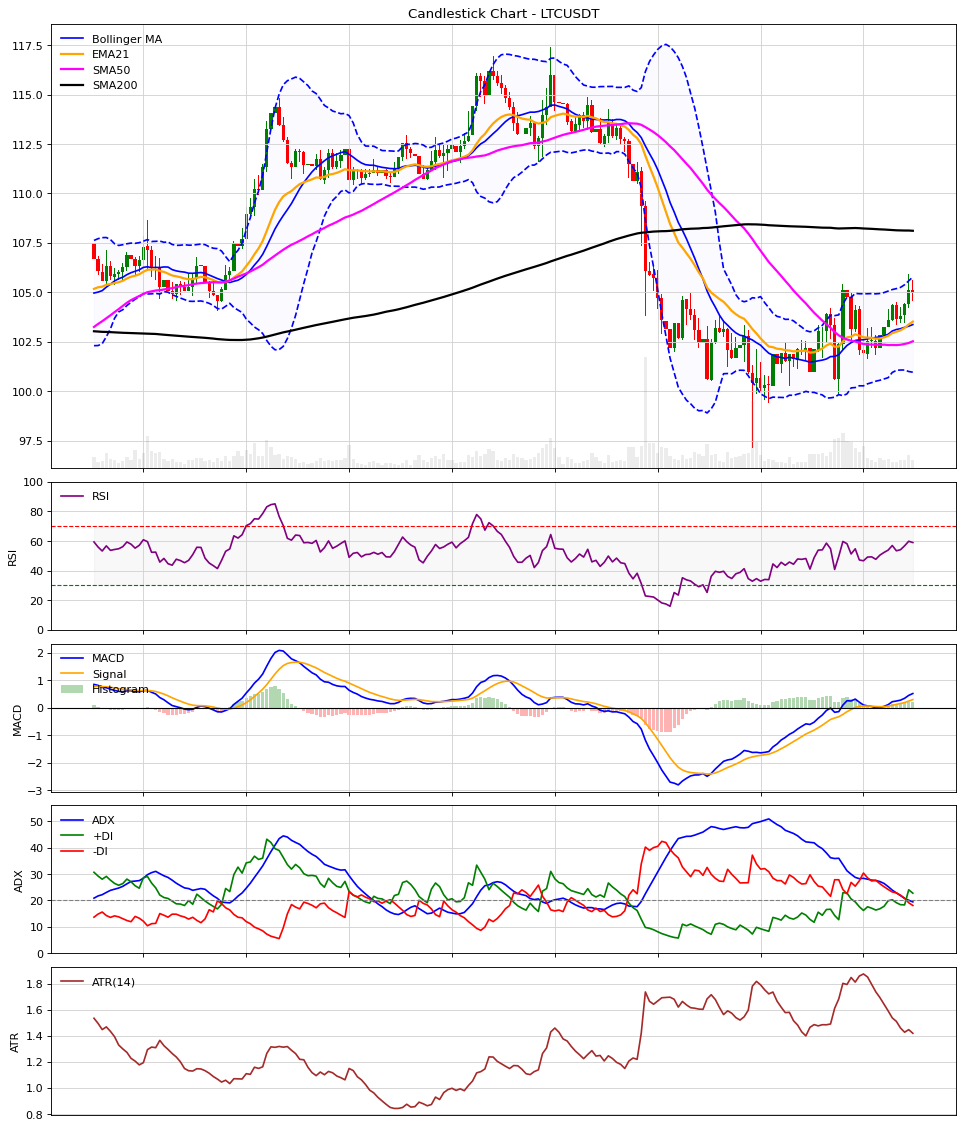 Candlestick Chart - LTCUSDT
Bollinger MA
EMA21
SMA50
SMA200
117.5
115.0
112.5
110.0
107.5
105.0
102.5
100.0
97.5
RSI
RSI
100
80
60
40
20
0
MACD
Signal
Histogram
MACD
2
1
0
−1
−2
−3
ADX
+DI
-DI
ADX
50
40
30
20
10
0
ATR(14)
ATR
1.8
1.6
1.4
1.2
1.0
0.8